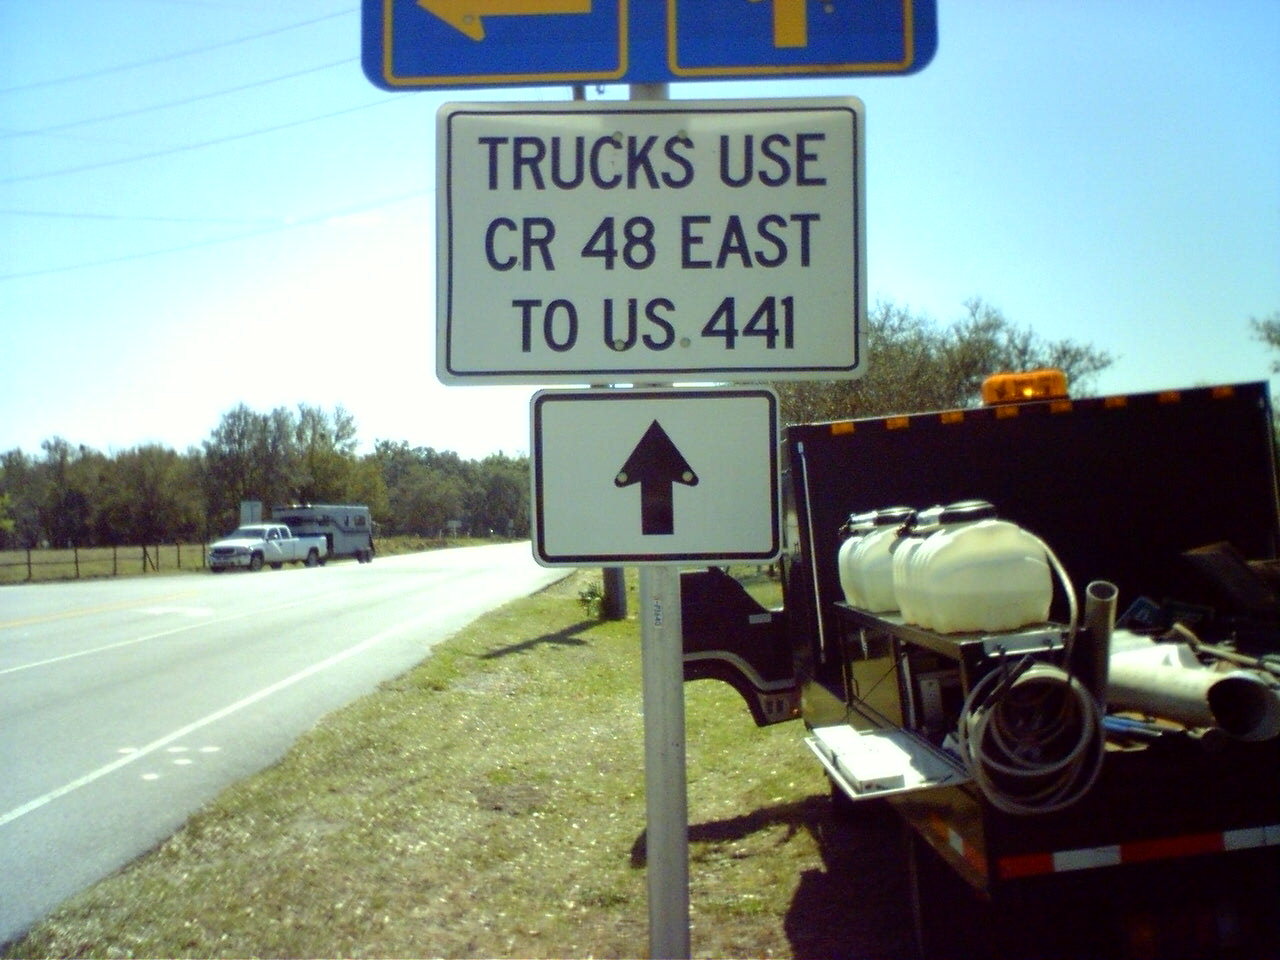 TRUCKS USE
CR 48 EAST
TO US 441